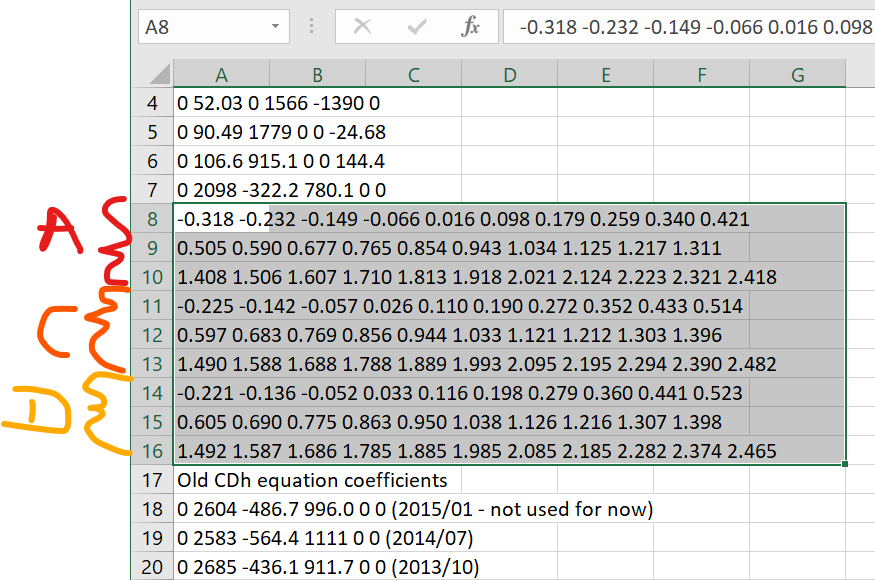 A8 fx -0.318 -0.232 -0.149 -0.066 0.016 0.098
A B C D E F G
4 0 52.03 0 1566 -1390 0
5 0 90.49 1779 0 0 -24.68
6 0 106.6 915.1 0 0 144.4
7 0 2098 -322.2 780.1 0 0
8 -0.318 -0.232 -0.149 -0.066 0.016 0.098 0.179 0.259 0.340 0.421
A 9 0.505 0.590 0.677 0.765 0.854 0.943 1.034 1.125 1.217 1.311
10 1.408 1.506 1.607 1.710 1.813 1.918 2.021 2.124 2.223 2.321 2.418
11 -0.225 -0.142 -0.057 0.026 0.110 0.190 0.272 0.352 0.433 0.514
C 12 0.597 0.683 0.769 0.856 0.944 1.033 1.121 1.212 1.303 1.396
13 1.490 1.588 1.688 1.788 1.889 1.993 2.095 2.195 2.294 2.390 2.482
14 -0.221 -0.136 -0.052 0.033 0.116 0.198 0.279 0.360 0.441 0.523
D 15 0.605 0.690 0.775 0.863 0.950 1.038 1.126 1.216 1.307 1.398
16 1.492 1.587 1.686 1.785 1.885 1.985 2.085 2.185 2.282 2.374 2.465
17 Old CDh equation coefficients
18 0 2604 -486.7 996.0 0 0 (2015/01 - not used for now)
19 0 2583 -564.4 1111 0 0 (2014/07)
20 0 2685 -436.1 911.7 0 0 (2013/10)